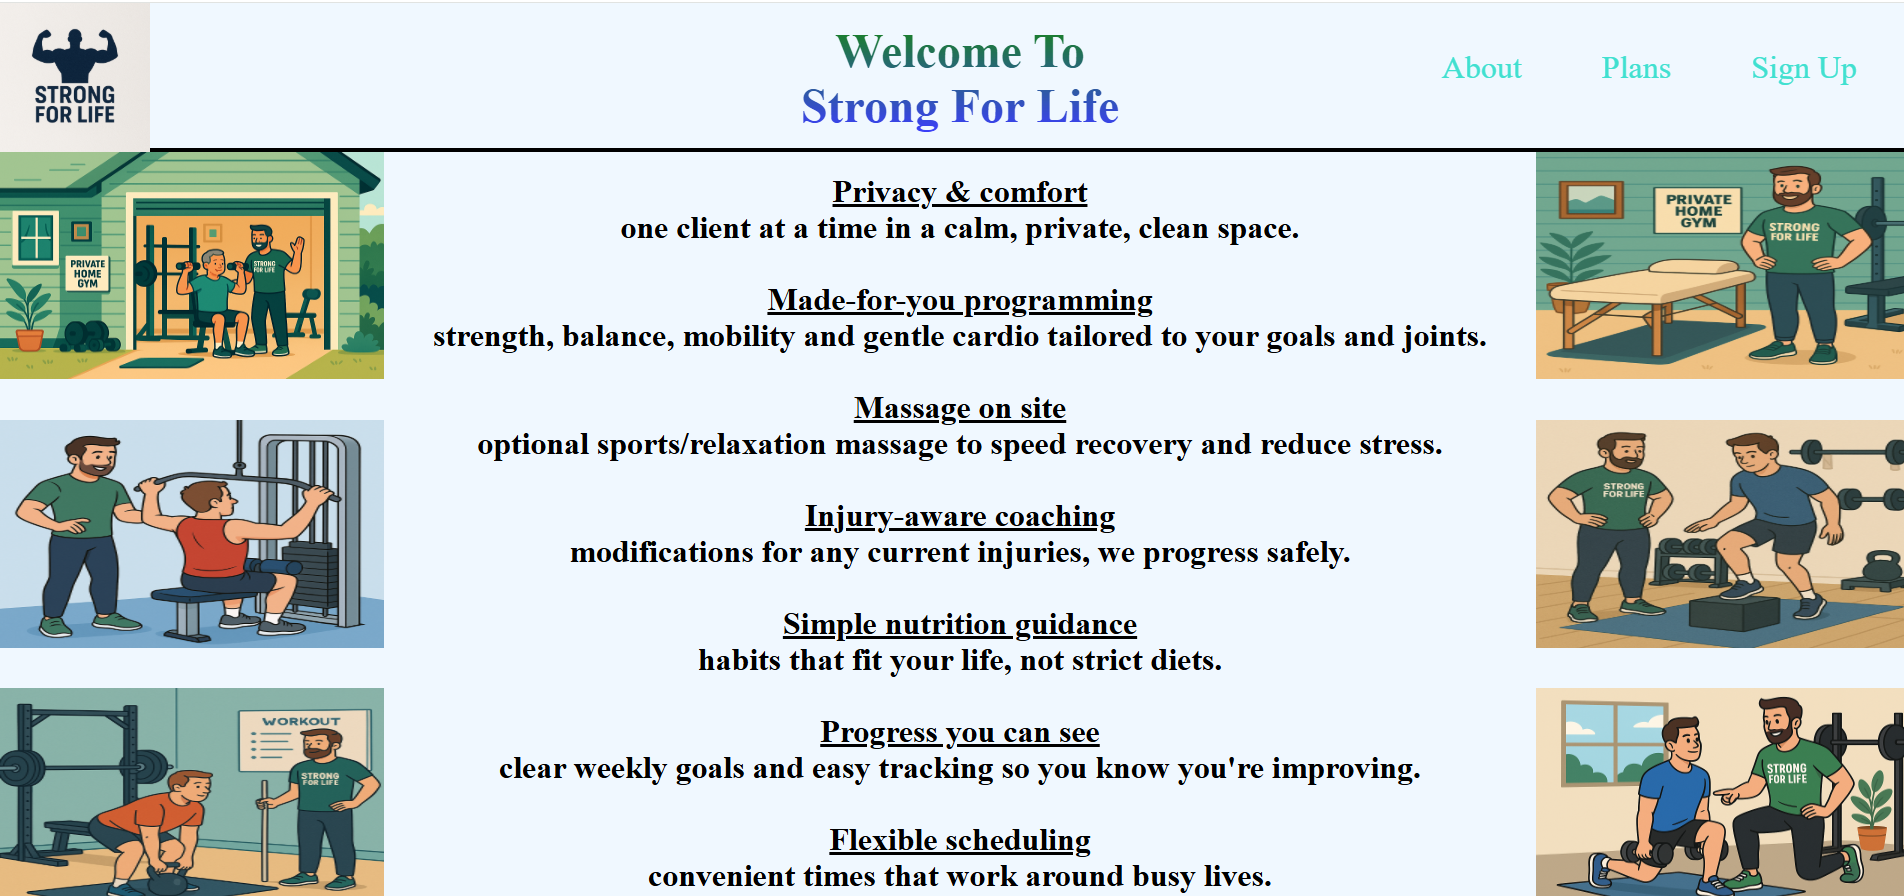 STRONG
FOR LIFE
Welcome To
Strong For Life
About
Plans
Sign Up
PRIVATE
HOME
GYM
STRONG
FOR LIFE
Privacy & comfort
one client at a time in a calm, private, clean space.
Made-for-you programming
strength, balance, mobility and gentle cardio tailored to your goals and joints.
PRIVATE
HOME
GYM
STRONG
FOR LIFE
Massage on site
optional sports/relaxation massage to speed recovery and reduce stress.
Injury-aware coaching
modifications for any current injuries, we progress safely.
Simple nutrition guidance
habits that fit your life, not strict diets.
STRONG
FOR LIFE
WORKOUT
STRONG
FOR LIFE
Progress you can see
clear weekly goals and easy tracking so you know you're improving.
Flexible scheduling
convenient times that work around busy lives.
STRONG
FOR LIFE